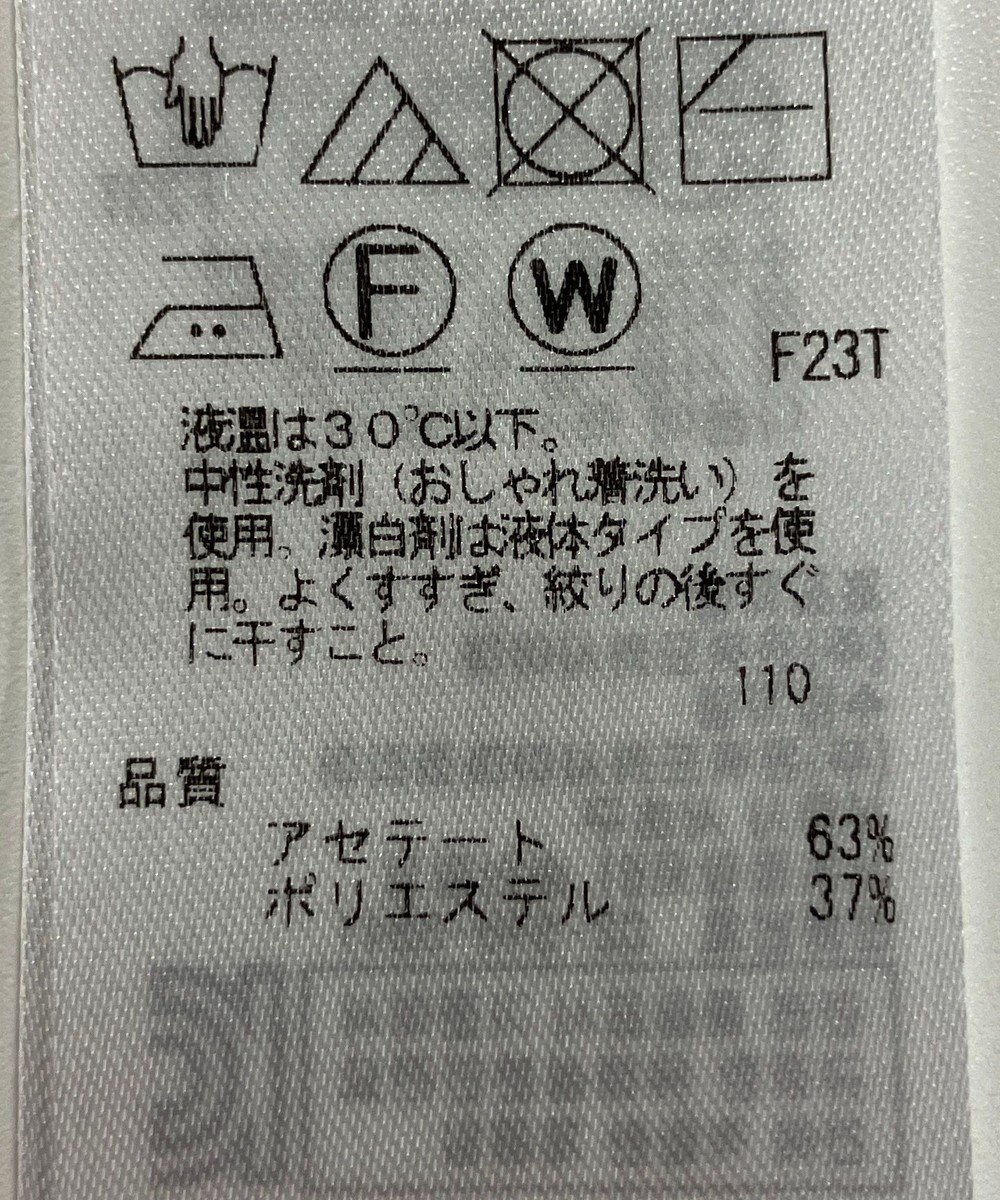 F
W
F23T
液温は30℃以下。
中性洗剤（おしゃれ着洗い）を
使用。漂白剤は液体タイプを使
用。よくすすぎ、絞りの後すぐ
に干すこと。
110
品質
アセテート 63%
ポリエステル 37%